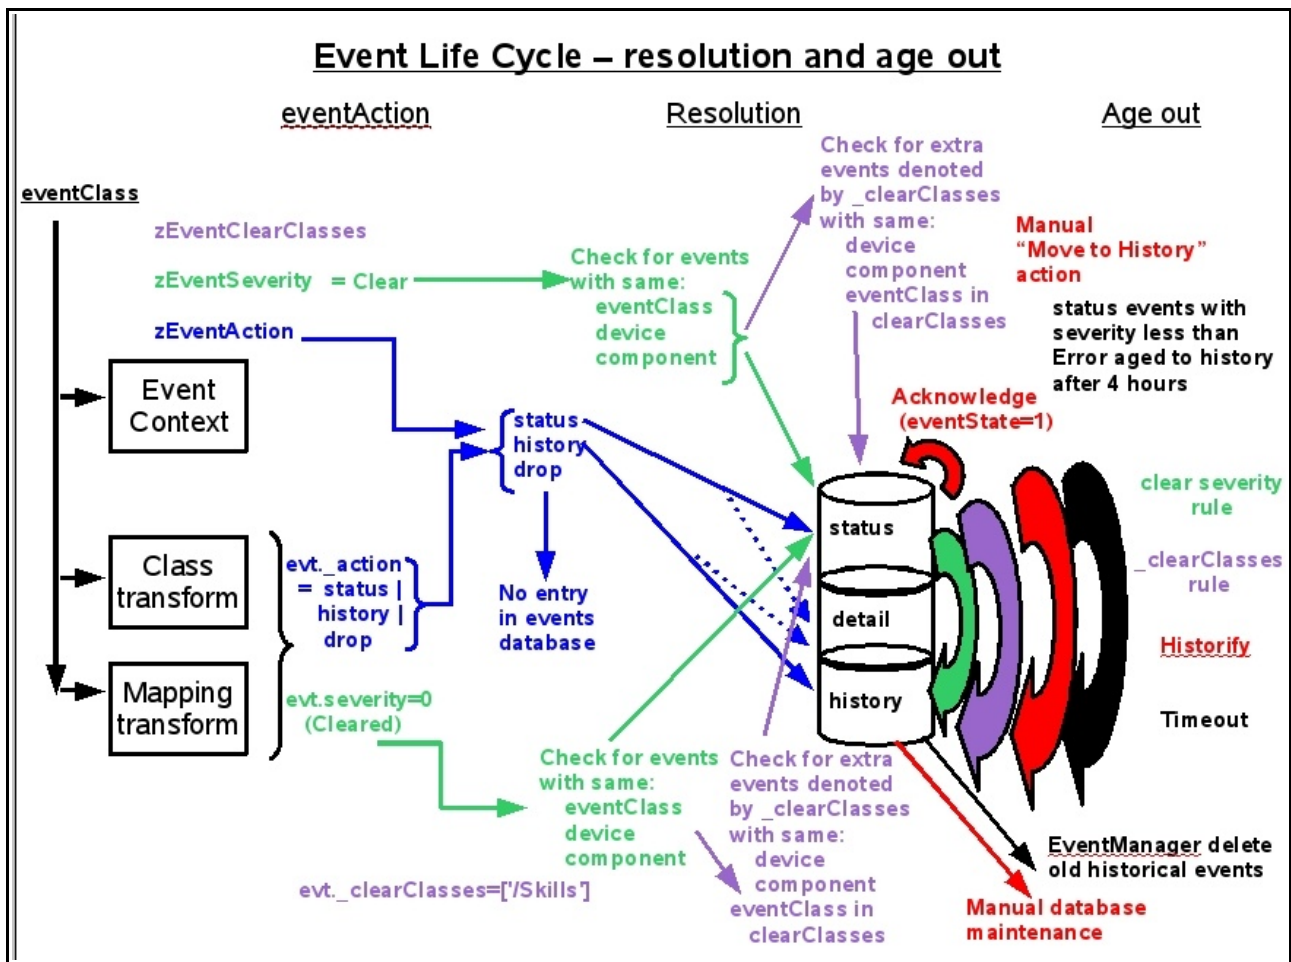 Event Life Cycle – resolution and age out
eventAction
Resolution
Age out
eventClass
zEventClearClasses
zEventSeverity = Clear
zEventAction
Event
Context
Class
transform
Mapping
transform
evt._action
= status |
history |
drop
evt.severity=0
(Cleared)
evt._clearClasses=['/Skills']
status
history
drop
No entry
in events
database
Check for events
with same:
eventClass
device
component
Check for extra
events denoted
by _clearClasses
with same:
device
component
eventClass in
clearClasses
Manual
“Move to History”
action
status events with
severity less than
Error aged to history
after 4 hours
Acknowledge
(eventState=1)
status
detail
history
clear severity
rule
_clearClasses
rule
Historify
Timeout
Check for events
with same:
eventClass
device
component
Check for extra
events denoted
by _clearClasses
with same:
device
component
eventClass in
clearClasses
EventManager delete
old historical events
Manual database
maintenance